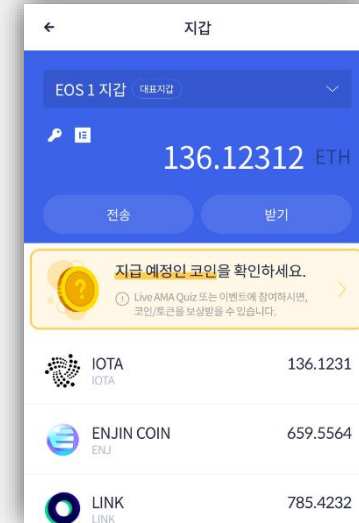 지갑
EOS 1 지갑 대표지갑
136.12312 ETH
전송 받기
지급 예정인 코인을 확인하세요.
Live AMA Quiz 또는 이벤트에 참여하시면,
코인/토큰을 보상받을 수 있습니다.
IOTA 136.1231
IOTA
ENJIN COIN 659.5564
ENJ
LINK 785.4232
LINK